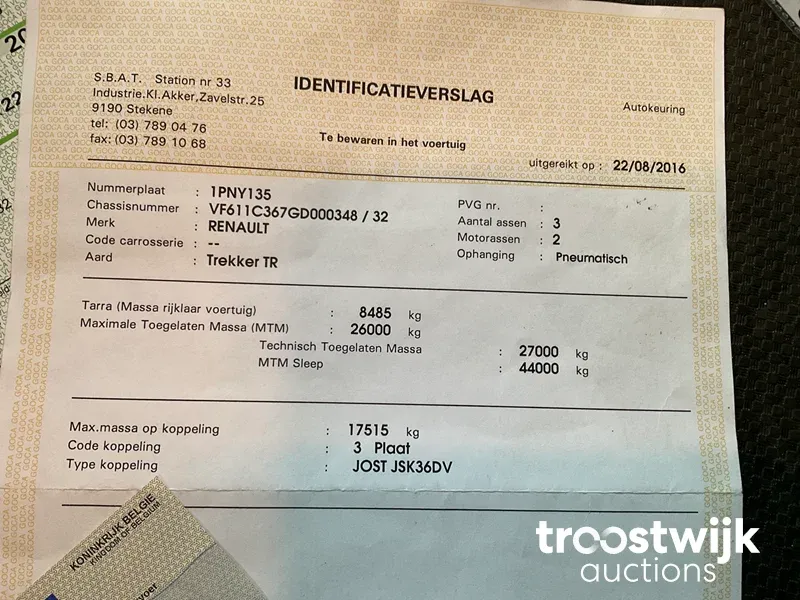 S.B.A.T. Station nr 33
Industrie.Kl.Akker,Zavelstr.25
9190 Stekene
tel: (03) 789 04 76
fax: (03) 789 10 68
IDENTIFICATIEVERSLAG
Autokeuring
Te bewaren in het voertuig
uitgereikt op : 22/08/2016
Nummerplaat : 1PNY135
Chassisnummer : VF611C367GD000348 / 32
Merk : RENAULT
Code carrosserie : --
Aard : Trekker TR
PVG nr. :
Aantal assen : 3
Motorassen : 2
Ophanging : Pneumatisch
Tarra (Massa rijklaar voertuig) : 8485 kg
Maximale Toegelaten Massa (MTM) : 26000 kg
Technisch Toegelaten Massa : 27000 kg
MTM Sleep : 44000 kg
Max.massa op koppeling : 17515 kg
Code koppeling : 3 Plaat
Type koppeling : JOST JSK36DV
KONINKRIJK BELGIE
KINGDOM OF BELGIUM
troostwijk
auctions